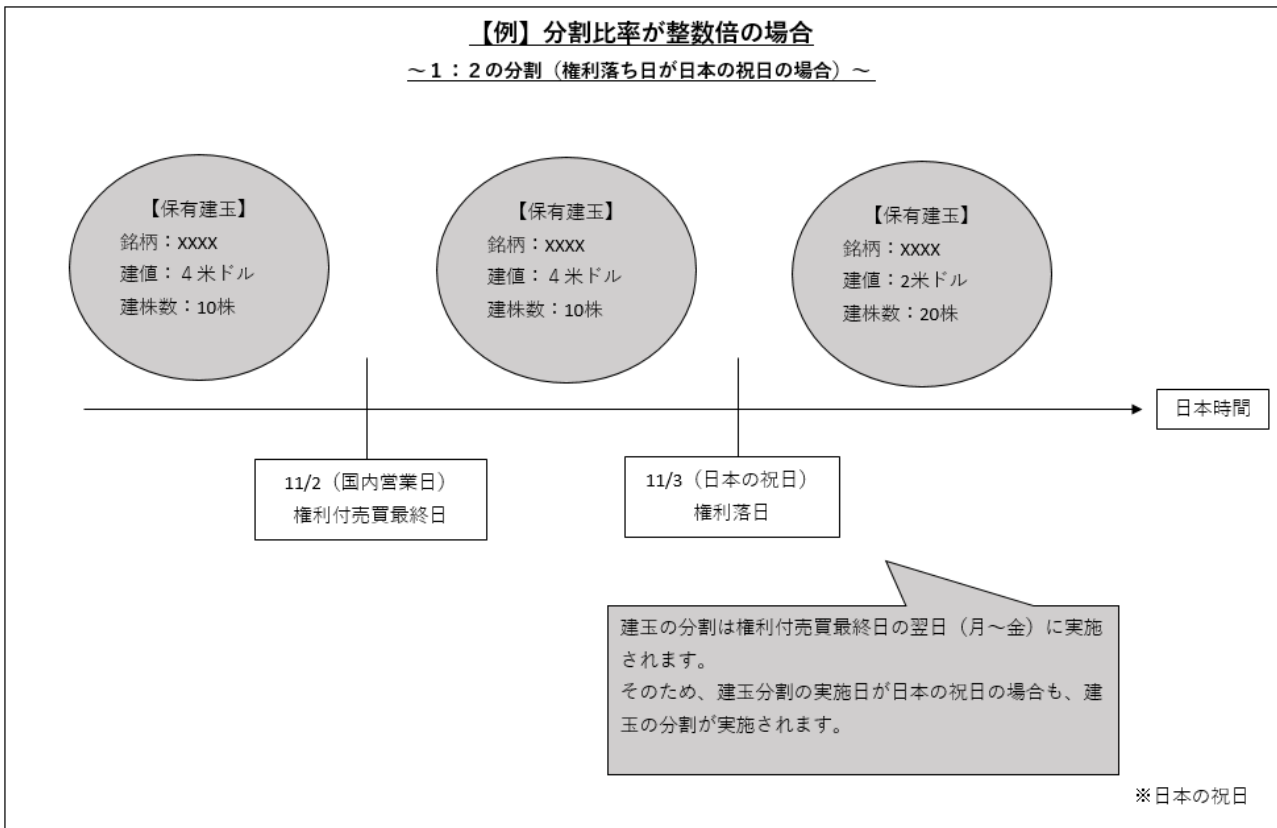 【例】分割比率が整数倍の場合
～１：２の分割（権利落ち日が日本の祝日の場合）～
【保有建玉】
銘柄：XXXX
建値：４米ドル
建株数：10株
【保有建玉】
銘柄：XXXX
建値：４米ドル
建株数：10株
【保有建玉】
銘柄：XXXX
建値：2米ドル
建株数：20株
日本時間
11/2（国内営業日）
権利付売買最終日
11/3（日本の祝日）
権利落日
建玉の分割は権利付売買最終日の翌日（月～金）に実施
されます。
そのため、建玉分割の実施日が日本の祝日の場合も、建
玉の分割が実施されます。
※日本の祝日